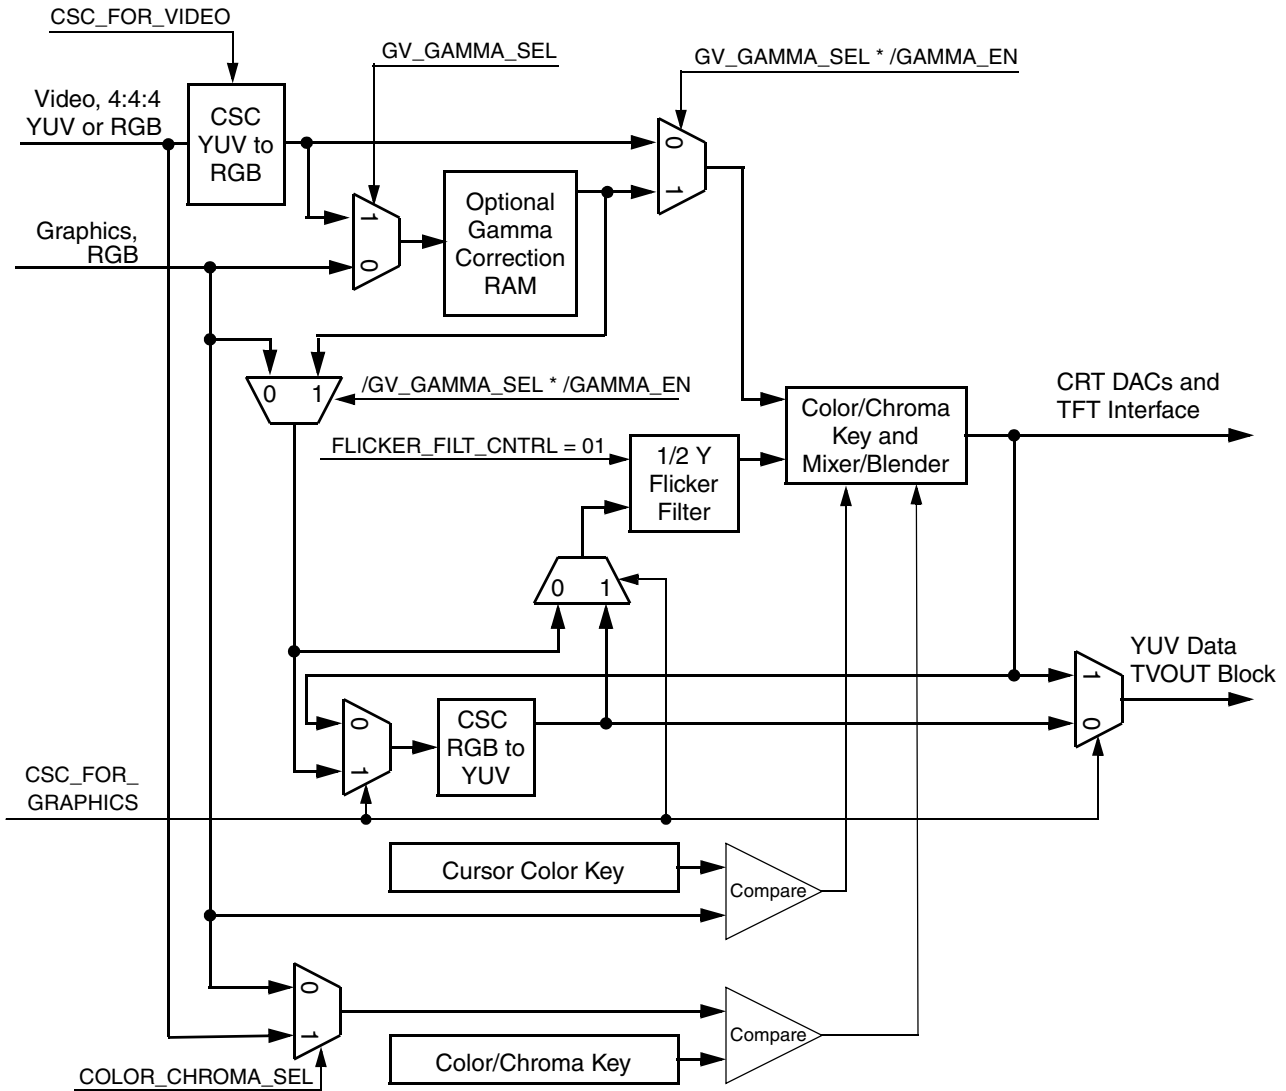 CSC_FOR_VIDEO
GV_GAMMA_SEL
GV_GAMMA_SEL * /GAMMA_EN
Video, 4:4:4
YUV or RGB
CSC
YUV to
RGB
0
1
1
0
Optional
Gamma
Correction
RAM
Graphics,
RGB
0 1
/GV_GAMMA_SEL * /GAMMA_EN
CRT DACs and
TFT Interface
Color/Chroma
Key and
Mixer/Blender
FLICKER_FILT_CNTRL = 01
1/2 Y
Flicker
Filter
0 1
YUV Data
TVOUT Block
1
0
0
1
CSC
RGB to
YUV
CSC_FOR_
GRAPHICS
Cursor Color Key
Compare
0
1
Compare
Color/Chroma Key
COLOR_CHROMA_SEL